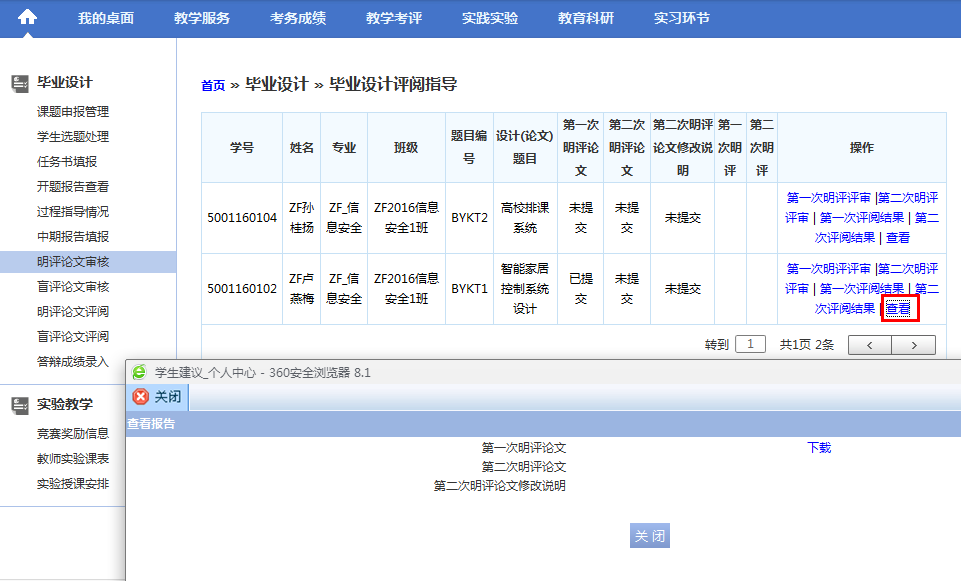 我的桌面 教学服务 考务成绩 教学考评 实践实验 教育科研 实习环节
毕业设计
课题申报管理
学生选题处理
任务书填报
开题报告查看
过程指导情况
中期报告填报
明评论文审核
盲评论文审核
明评论文评阅
盲评论文评阅
答辩成绩录入
实验教学
竞赛奖励信息
教师实验课表
实验授课安排
首页 » 毕业设计 » 毕业设计评阅指导
学号 姓名 专业 班级 题目编号 设计(论文)题目 第一次明评论文 第二次明评论文 第二次明评论文修改说明 第一次明评 第二次明评 操作
5001160104 ZF孙桂扬 ZF_信息安全 ZF2016信息安全1班 BYKT2 高校排课系统 未提交 未提交 未提交 第一次明评评审 |第二次明评评审 | 第一次评阅结果 | 第二次评阅结果 | 查看
5001160102 ZF卢燕梅 ZF_信息安全 ZF2016信息安全1班 BYKT1 智能家居控制系统设计 已提交 未提交 未提交 第一次明评评审 |第二次明评评审 | 第一次评阅结果 | 第二次评阅结果 | 查看
转到 1 共1页 2条 < >
学生建议_个人中心 - 360安全浏览器 8.1
关闭
查看报告
第一次明评论文 下载
第二次明评论文
第二次明评论文修改说明
关 闭